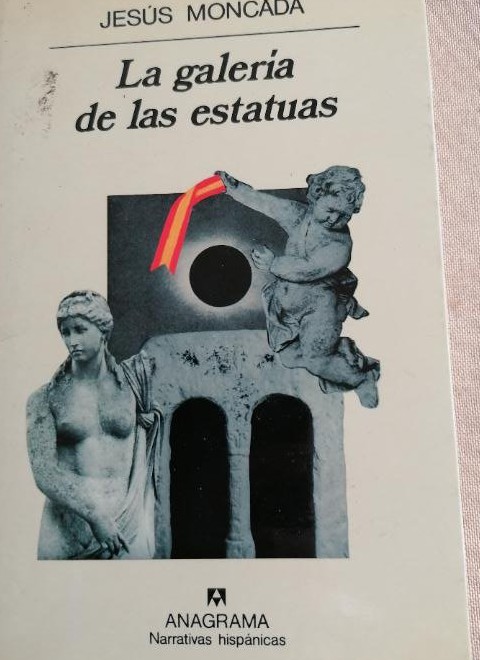 JESÚS MONCADA
La galería
de las estatuas
ANAGRAMA
Narrativas hispánicas